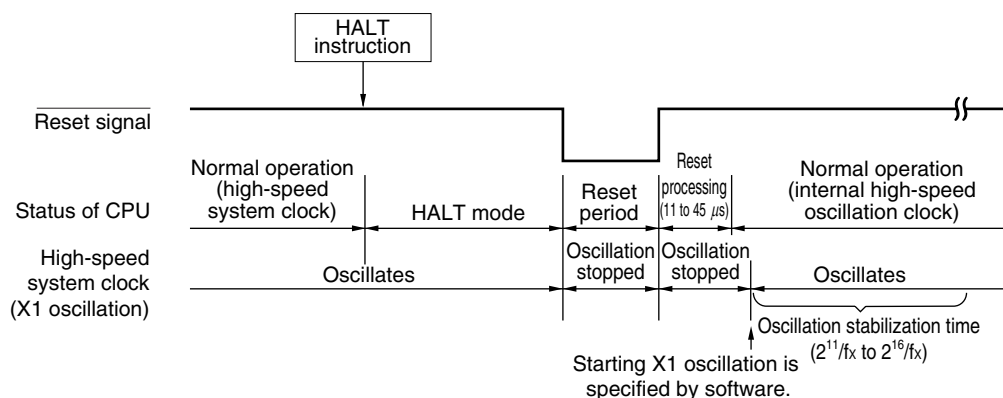 HALT
instruction
Reset signal
Normal operation
(high-speed
system clock)
Reset
processing
(11 to 45 μs)
Normal operation
(internal high-speed
oscillation clock)
Status of CPU
HALT mode
Reset
period
High-speed
system clock
(X1 oscillation)
Oscillates
Oscillation
stopped
Oscillation
stopped
Oscillates
Oscillation stabilization time
(2¹¹/fX to 2¹⁶/fX)
Starting X1 oscillation is
specified by software.